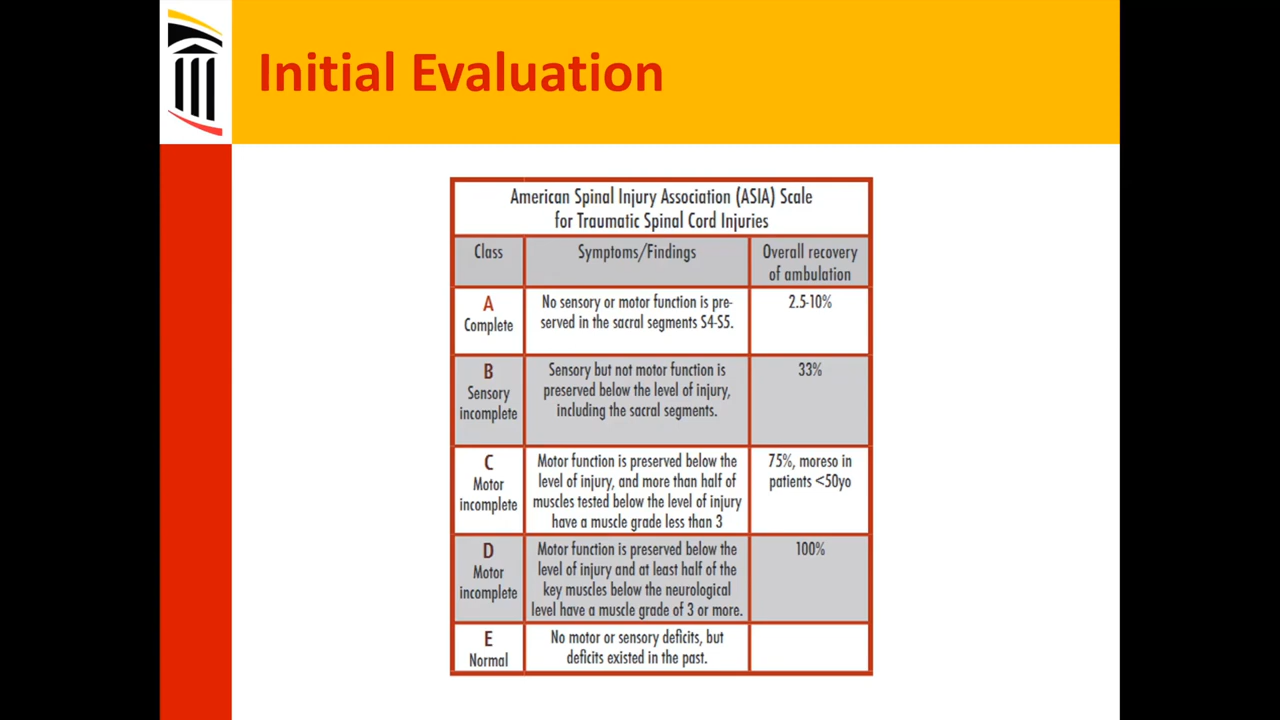 Initial Evaluation
American Spinal Injury Association (ASIA) Scale
for Traumatic Spinal Cord Injuries
Class
Symptoms/Findings
Overall recovery
of ambulation
A
Complete
No sensory or motor function is pre-
served in the sacral segments S4-S5.
2.5-10%
B
Sensory
incomplete
Sensory but not motor function is
preserved below the level of injury,
including the sacral segments.
33%
C
Motor
incomplete
Motor function is preserved below the
level of injury, and more than half of
muscles tested below the level of injury
have a muscle grade less than 3
75%, moreso in
patients <50yo
D
Motor
incomplete
Motor function is preserved below the
level of injury and at least half of the
key muscles below the neurological
level have a muscle grade of 3 or more.
100%
E
Normal
No motor or sensory deficits, but
deficits existed in the past.